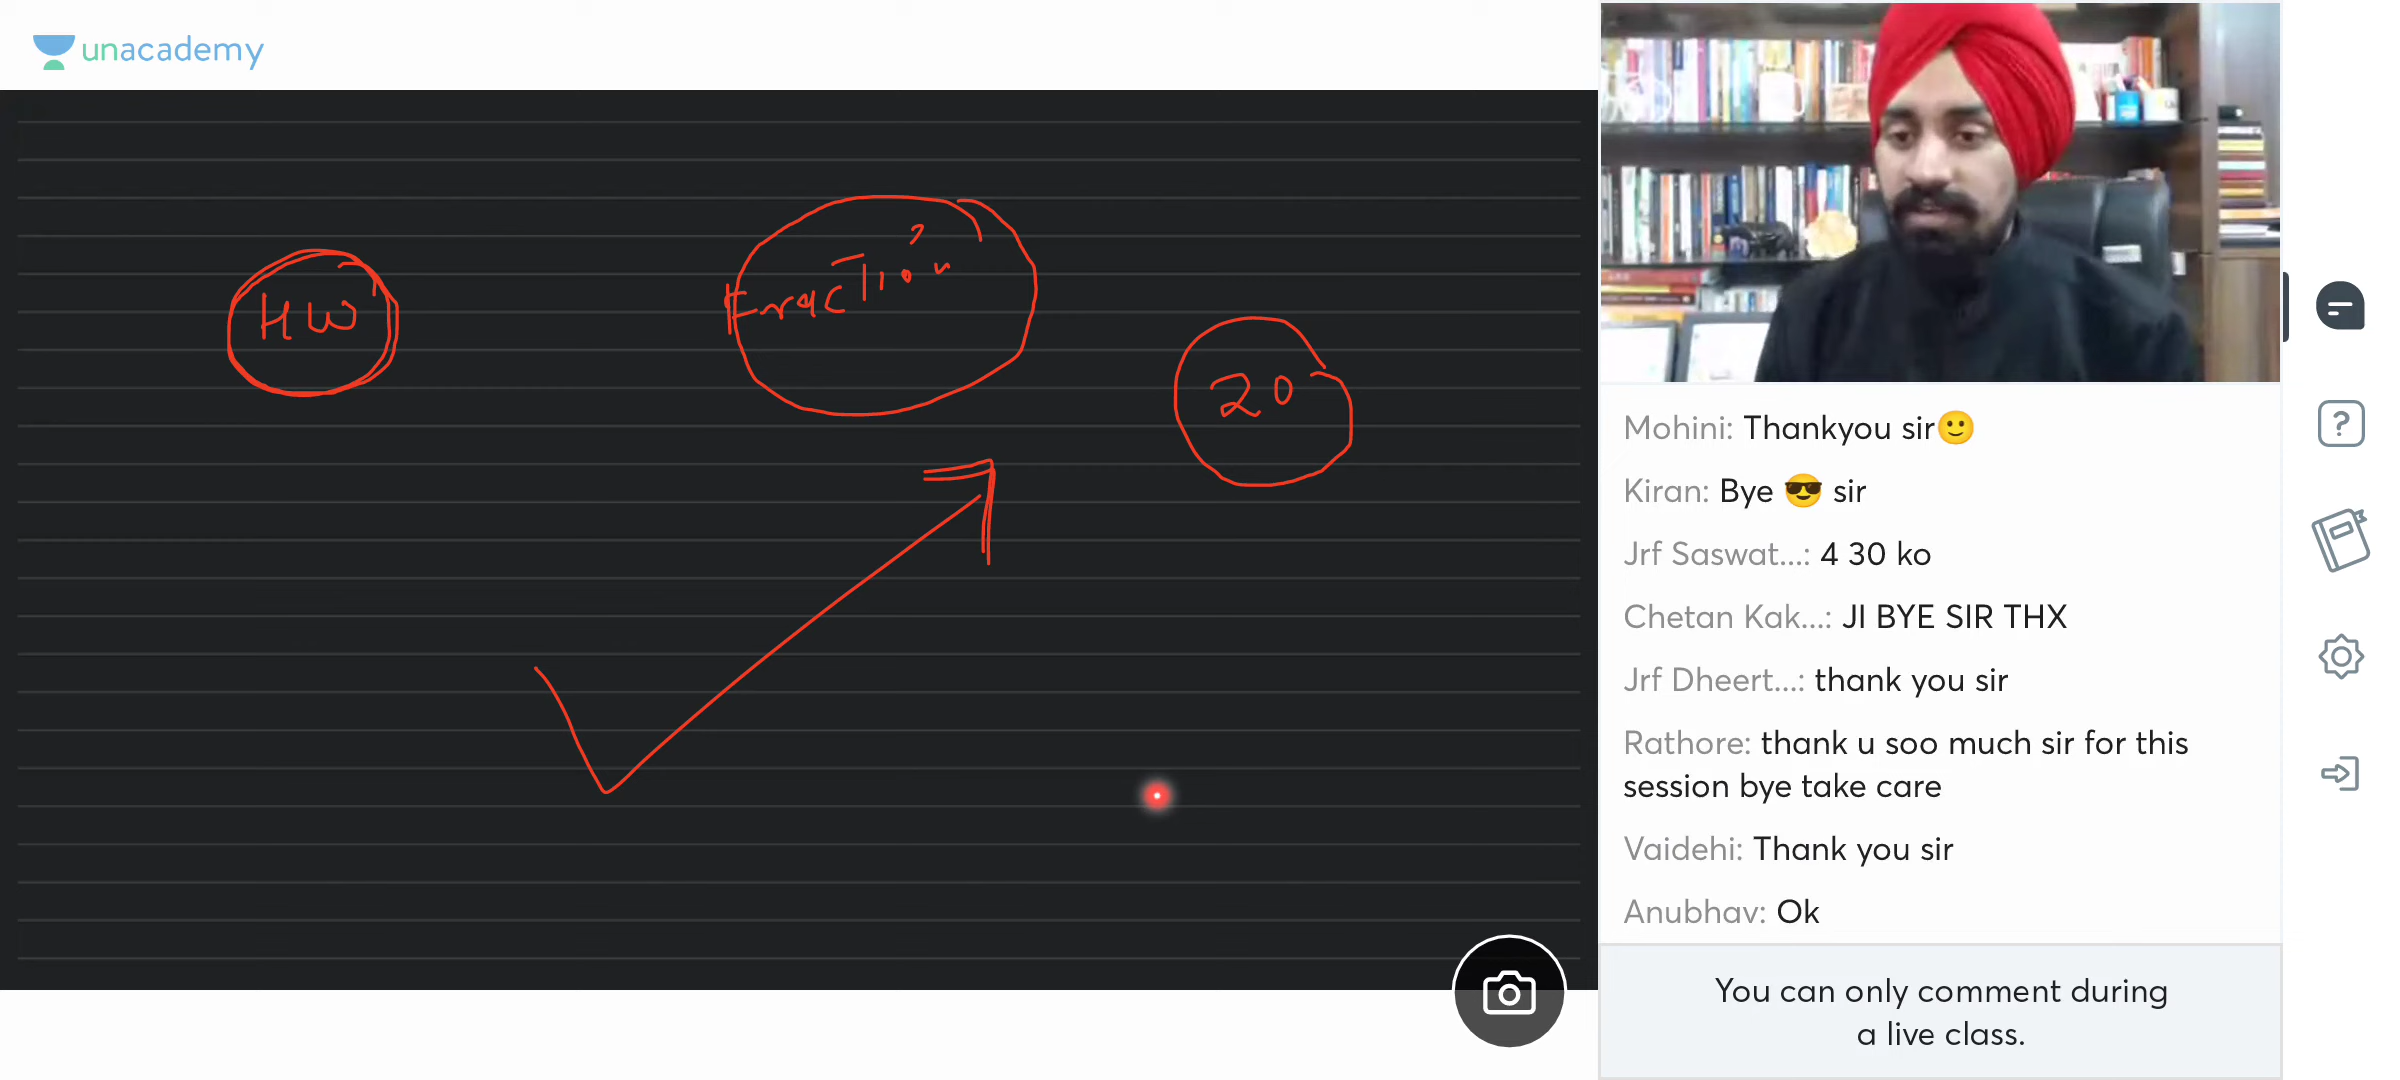 unacademy
HW
Fraction
20
Mohini: Thankyou sir🙂
Kiran: Bye 😎 sir
Jrf Saswat...: 4 30 ko
Chetan Kak...: JI BYE SIR THX
Jrf Dheert...: thank you sir
Rathore: thank u soo much sir for this
session bye take care
Vaidehi: Thank you sir
Anubhav: Ok
You can only comment during
a live class.